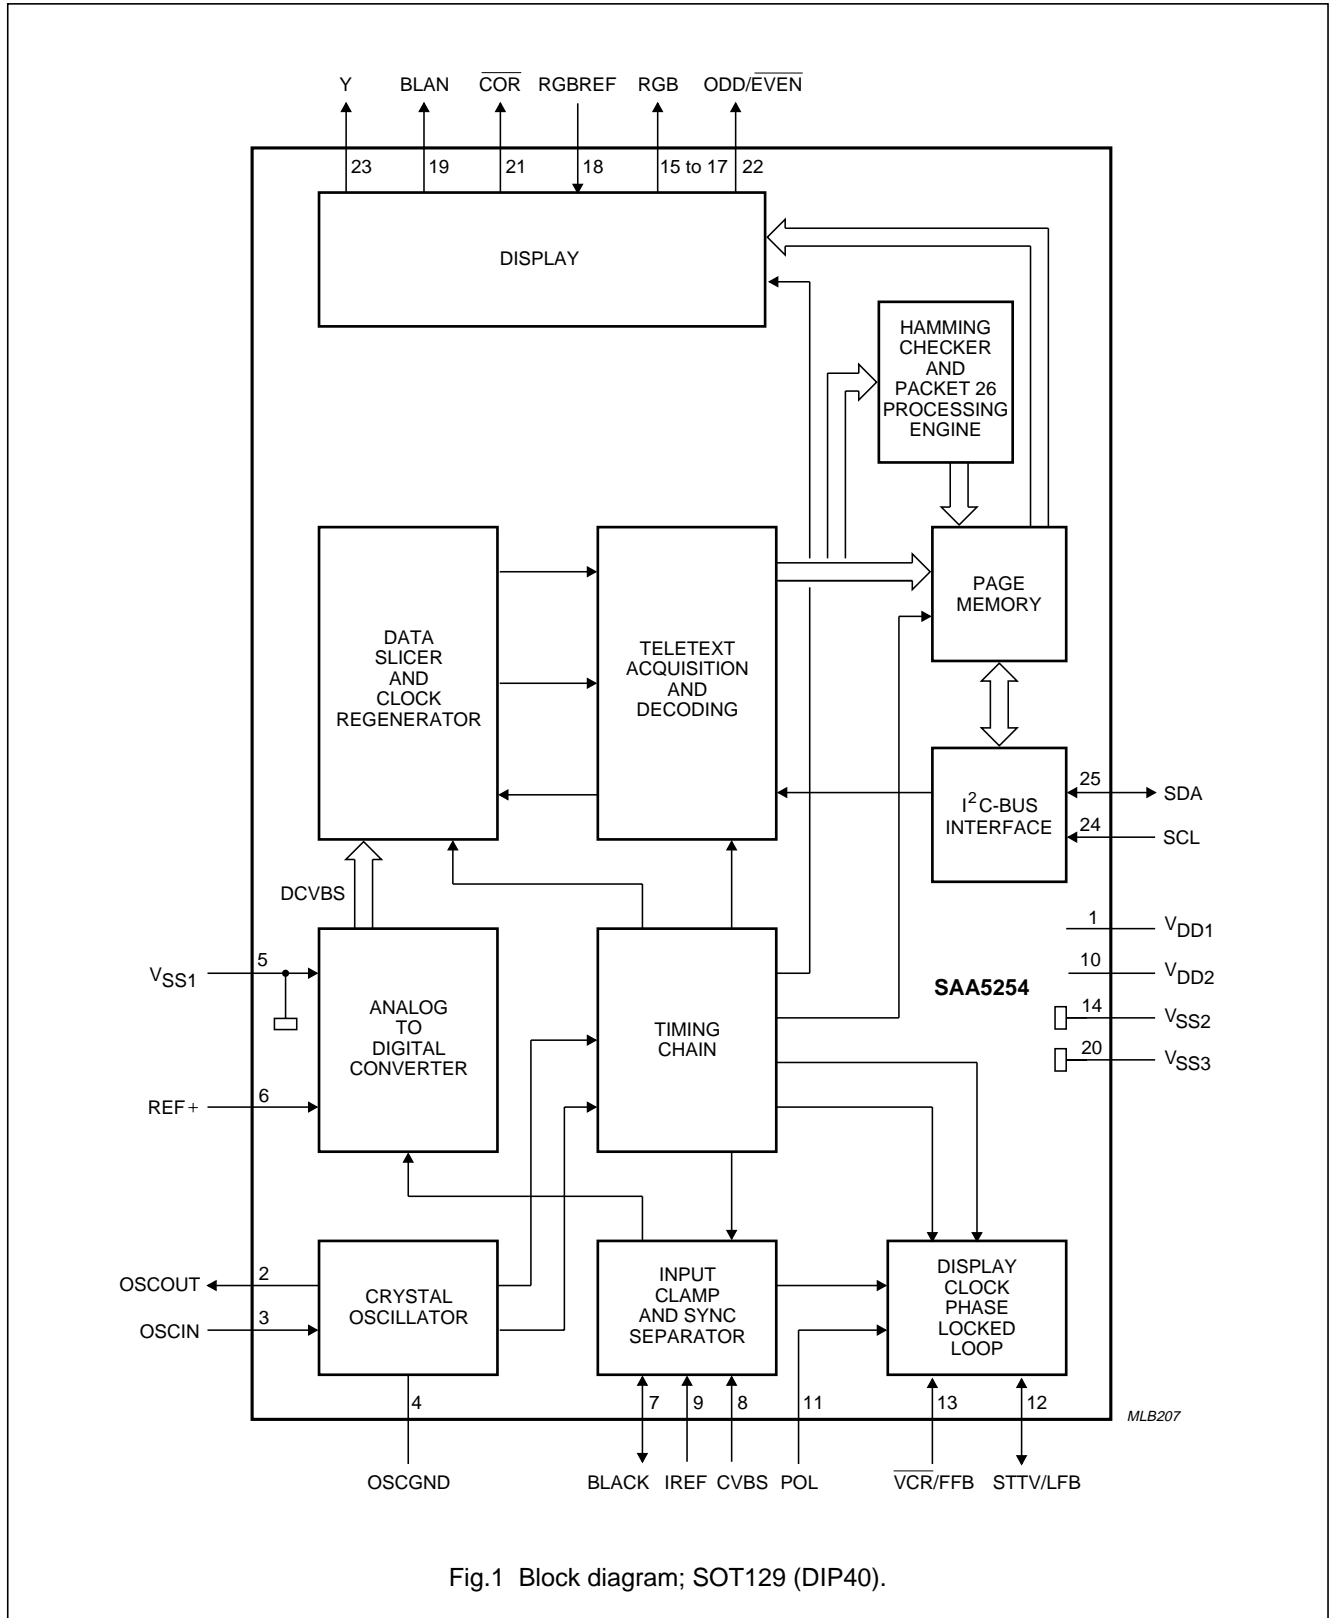 Y BLAN COR RGBREF RGB ODD/EVEN
23 19 21 18 15 to 17 22
DISPLAY
HAMMING
CHECKER
AND
PACKET 26
PROCESSING
ENGINE
DATA
SLICER
AND
CLOCK
REGENERATOR
TELETEXT
ACQUISITION
AND
DECODING
PAGE
MEMORY
I2C-BUS
INTERFACE
25 SDA
24 SCL
DCVBS
1 VDD1
10 VDD2
14 VSS2
20 VSS3
SAA5254
VSS1 5
REF+ 6
ANALOG
TO
DIGITAL
CONVERTER
TIMING
CHAIN
OSCOUT 2
OSCIN 3
CRYSTAL
OSCILLATOR
INPUT
CLAMP
AND SYNC
SEPARATOR
DISPLAY
CLOCK
PHASE
LOCKED
LOOP
4 7 9 8 11 13 12
MLB207
OSCGND BLACK IREF CVBS POL VCR/FFB STTV/LFB
Fig.1 Block diagram; SOT129 (DIP40).